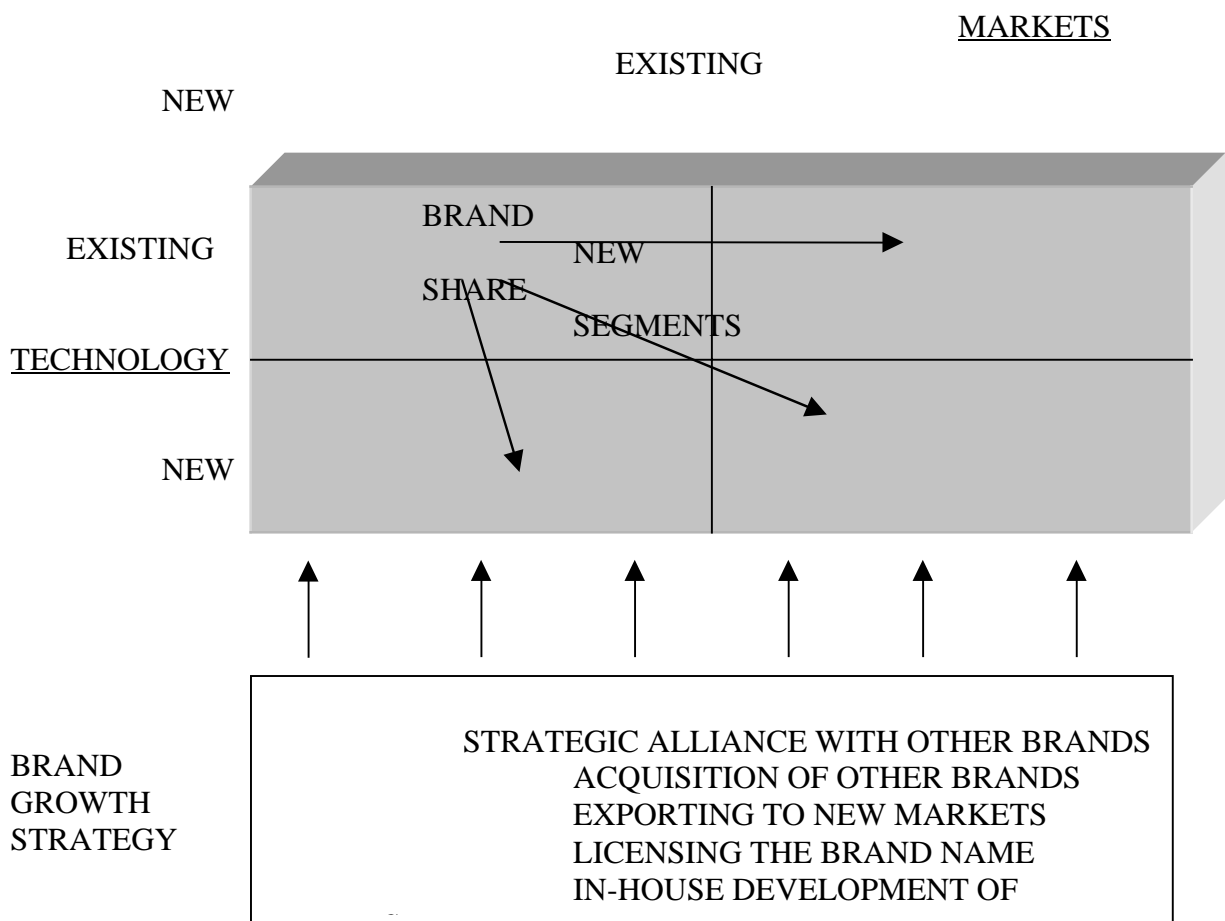 MARKETS
EXISTING
NEW
BRAND
EXISTING
NEW
SHARE
SEGMENTS
TECHNOLOGY
NEW
STRATEGIC ALLIANCE WITH OTHER BRANDS
BRAND
ACQUISITION OF OTHER BRANDS
GROWTH
EXPORTING TO NEW MARKETS
STRATEGY
LICENSING THE BRAND NAME
IN-HOUSE DEVELOPMENT OF